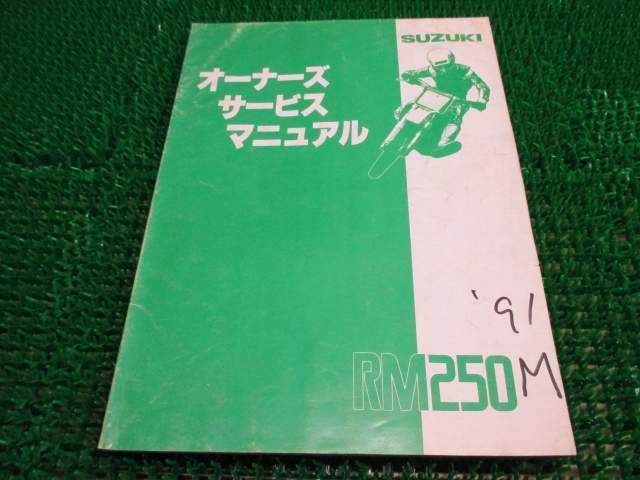 SUZUKI
オーナーズ
サービス
マニュアル
'91
RM250M